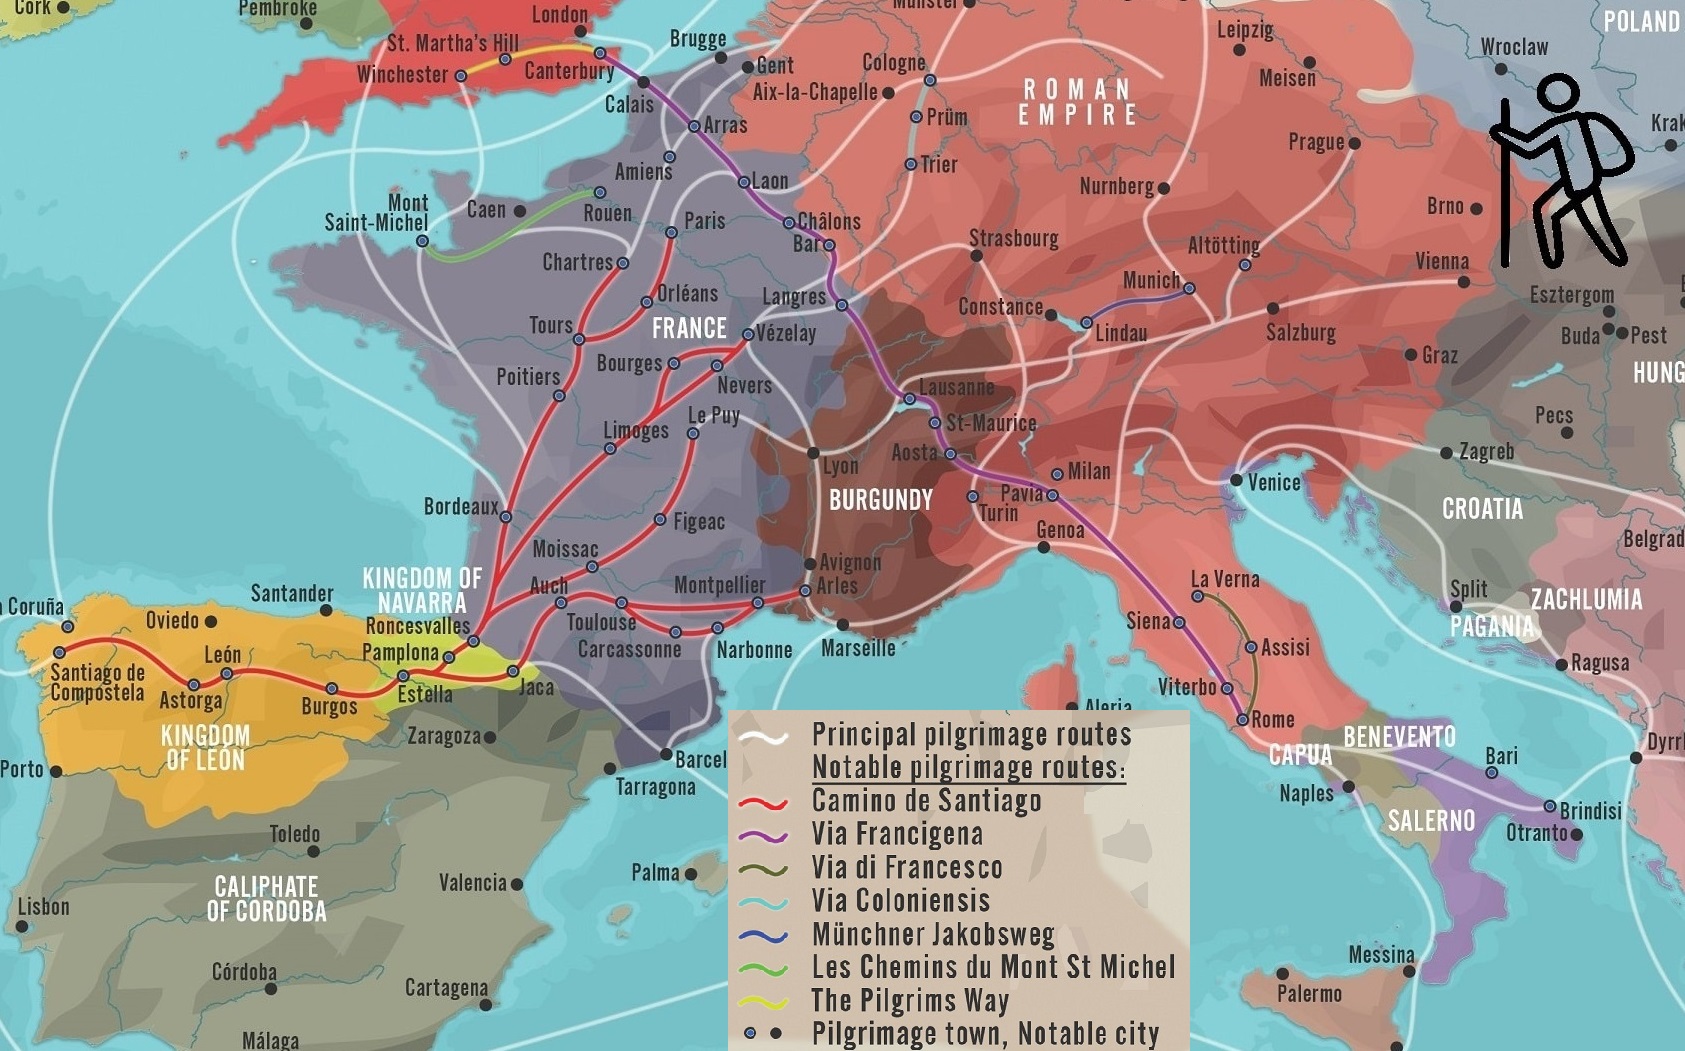 Cork
Pembroke
London
Munster
Leipzig
POLAND
St. Martha's Hill
Winchester
Canterbury
Brugge
Gent
Calais
Cologne
Aix-la-Chapelle
ROMAN
EMPIRE
Meisen
Wroclaw
Arras
Prüm
Prague
Krak
Amiens
Laon
Trier
Nurnberg
Mont
Saint-Michel
Caen
Rouen
Paris
Châlons
Bar
Brno
Strasbourg
Altötting
Chartres
Vienna
Orléans
Langres
Munich
Esztergom
Constance
Tours
FRANCE
Vézelay
Lindau
Salzburg
Buda
Pest
Bourges
Graz
HUNG
Poitiers
Nevers
Lausanne
Le Puy
Limoges
St-Maurice
Pecs
Lyon
Aosta
Milan
Zagreb
BURGUNDY
Pavia
Turin
Venice
CROATIA
Bordeaux
Figeac
Genoa
Belgrad
Moissac
Avignon
KINGDOM OF
NAVARRA
Auch
Montpellier
Arles
La Verna
Split
ZACHLUMIA
PAGANIA
a Coruña
Santander
Oviedo
Roncesvalles
Toulouse
Siena
Pamplona
Carcassonne
Narbonne
Marseille
Assisi
Ragusa
Santiago de
Compostela
León
Astorga
Burgos
Estella
Jaca
Viterbo
Aleria
Rome
KINGDOM
OF LEÓN
Zaragoza
Barcel
CAPUA
BENEVENTO
Bari
Dyrrh
Porto
Tarragona
Naples
SALERNO
Brindisi
Otranto
Toledo
Palma
Valencia
CALIPHATE
OF CORDOBA
Lisbon
Córdoba
Cartagena
Messina
Palermo
Málaga
Principal pilgrimage routes
Notable pilgrimage routes:
Camino de Santiago
Via Francigena
Via di Francesco
Via Coloniensis
Münchner Jakobsweg
Les Chemins du Mont St Michel
The Pilgrims Way
Pilgrimage town, Notable city